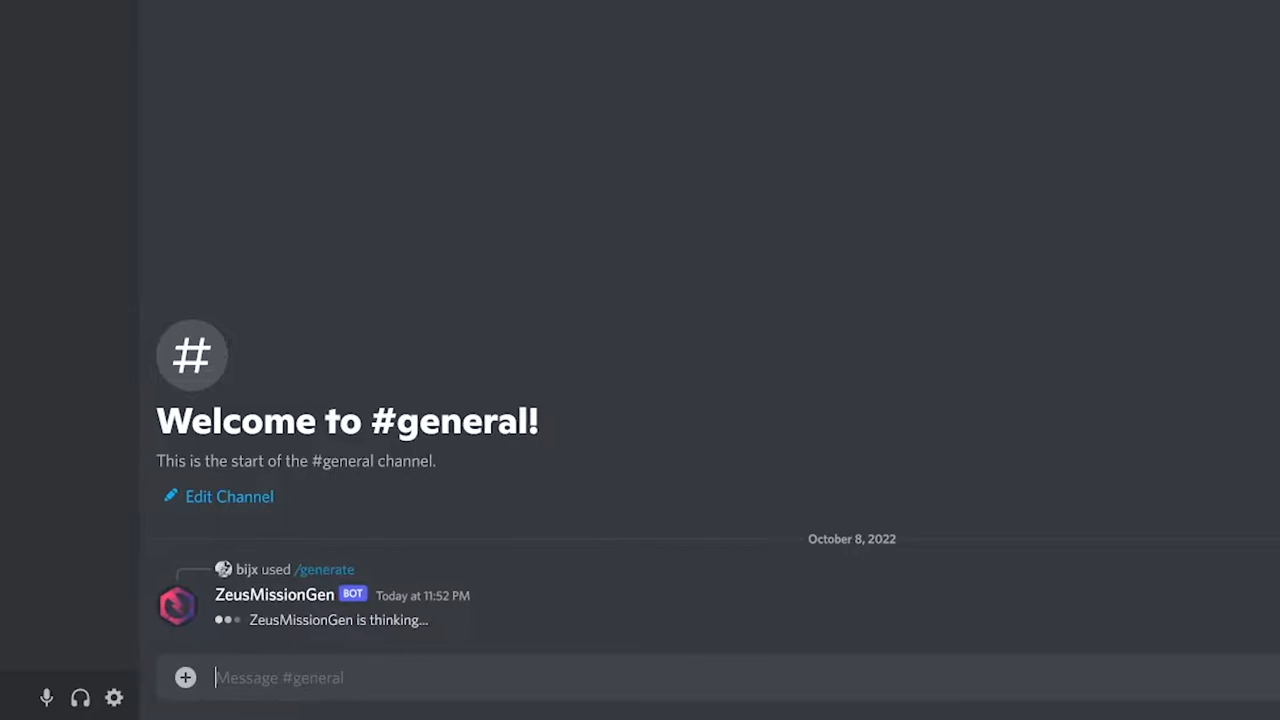 #
Welcome to #general!
This is the start of the #general channel.
Edit Channel
October 8, 2022
bijx used /generate
ZeusMissionGen BOT Today at 11:52 PM
ZeusMissionGen is thinking...
Message #general